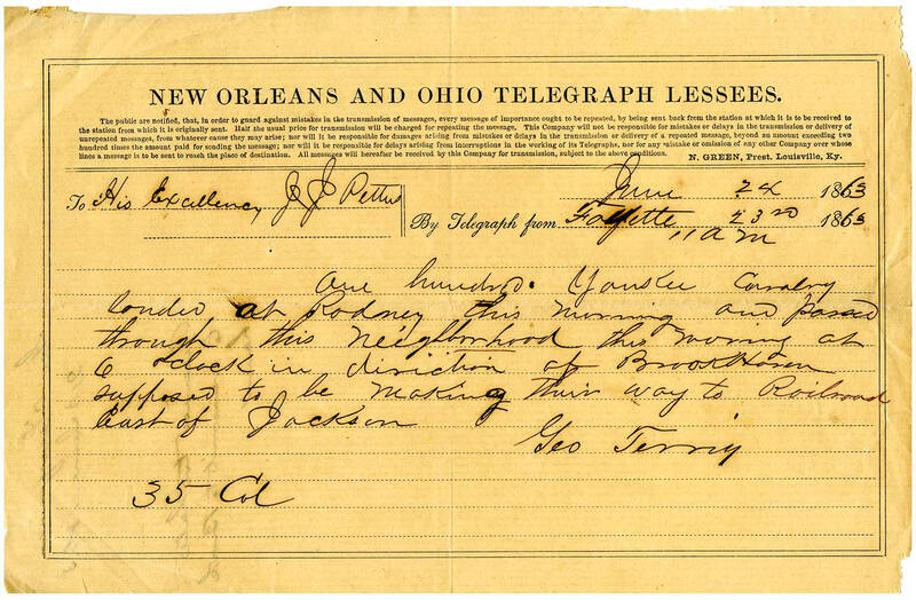 NEW ORLEANS AND OHIO TELEGRAPH LESSEES.
The public are notified, that, in order to guard against mistakes in the transmission of messages, every message of importance ought to be repeated, by being sent back from the station at which it is to be received to
the station from which it is originally sent. Half the usual price for transmission will be charged for repeating the message. This Company will not be responsible for mistakes or delays in the transmission or delivery of
unrepeated messages, from whatever cause they may arise; nor will it be responsible for damages arising from mistakes or delays in the transmission or delivery of a repeated message, beyond an amount exceeding two
hundred times the amount paid for sending the message; nor will it be responsible for delays arising from interruptions in the working of its Telegraphs, nor for any mistake or omission of any other Company over whose
lines a message is to be sent to reach the place of destination. All messages will hereafter be received by this Company for transmission, subject to the above conditions. N. GREEN, Prest. Louisville, Ky.
June 24 1863
To His Excellency J J Pettus
By Telegraph from Fayette 23rd 1863
11 am
One hundred Yankee Cavalry
landed at Rodney this morning and passed
through this neighborhood this morning at
6 oclock in direction of Brookhaven
supposed to be making their way to Railroad
East of Jackson
Geo
35 Col